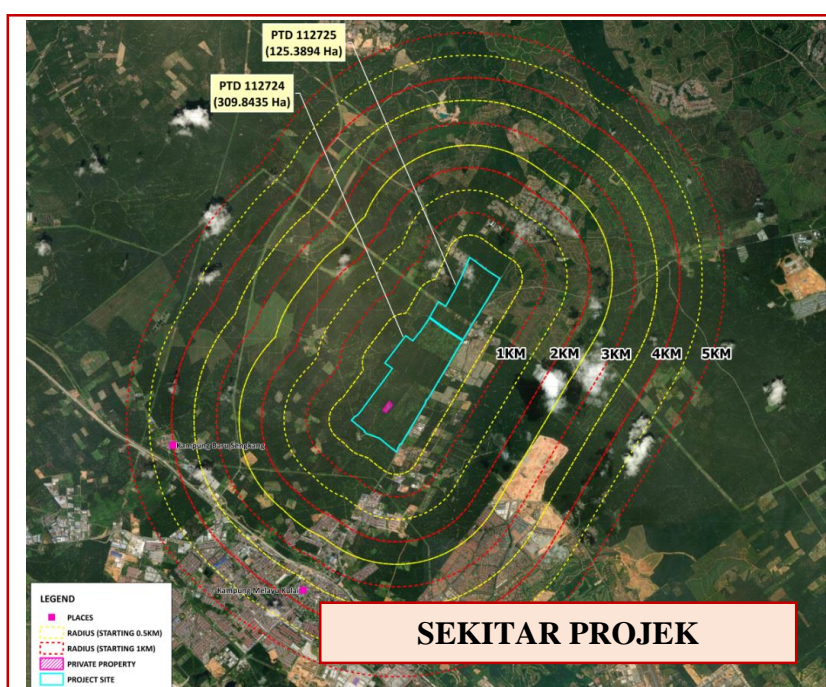 PTD 112725
(125.3894 Ha)
PTD 112724
(309.8435 Ha)
1KM
2KM
3KM
4KM
5KM
Kampung Baru Sengkang
Kampung Melayu Kulai
LEGEND
PLACES
RADIUS (STARTING 0.5KM)
RADIUS (STARTING 1KM)
PRIVATE PROPERTY
PROJECT SITE
SEKITAR PROJEK